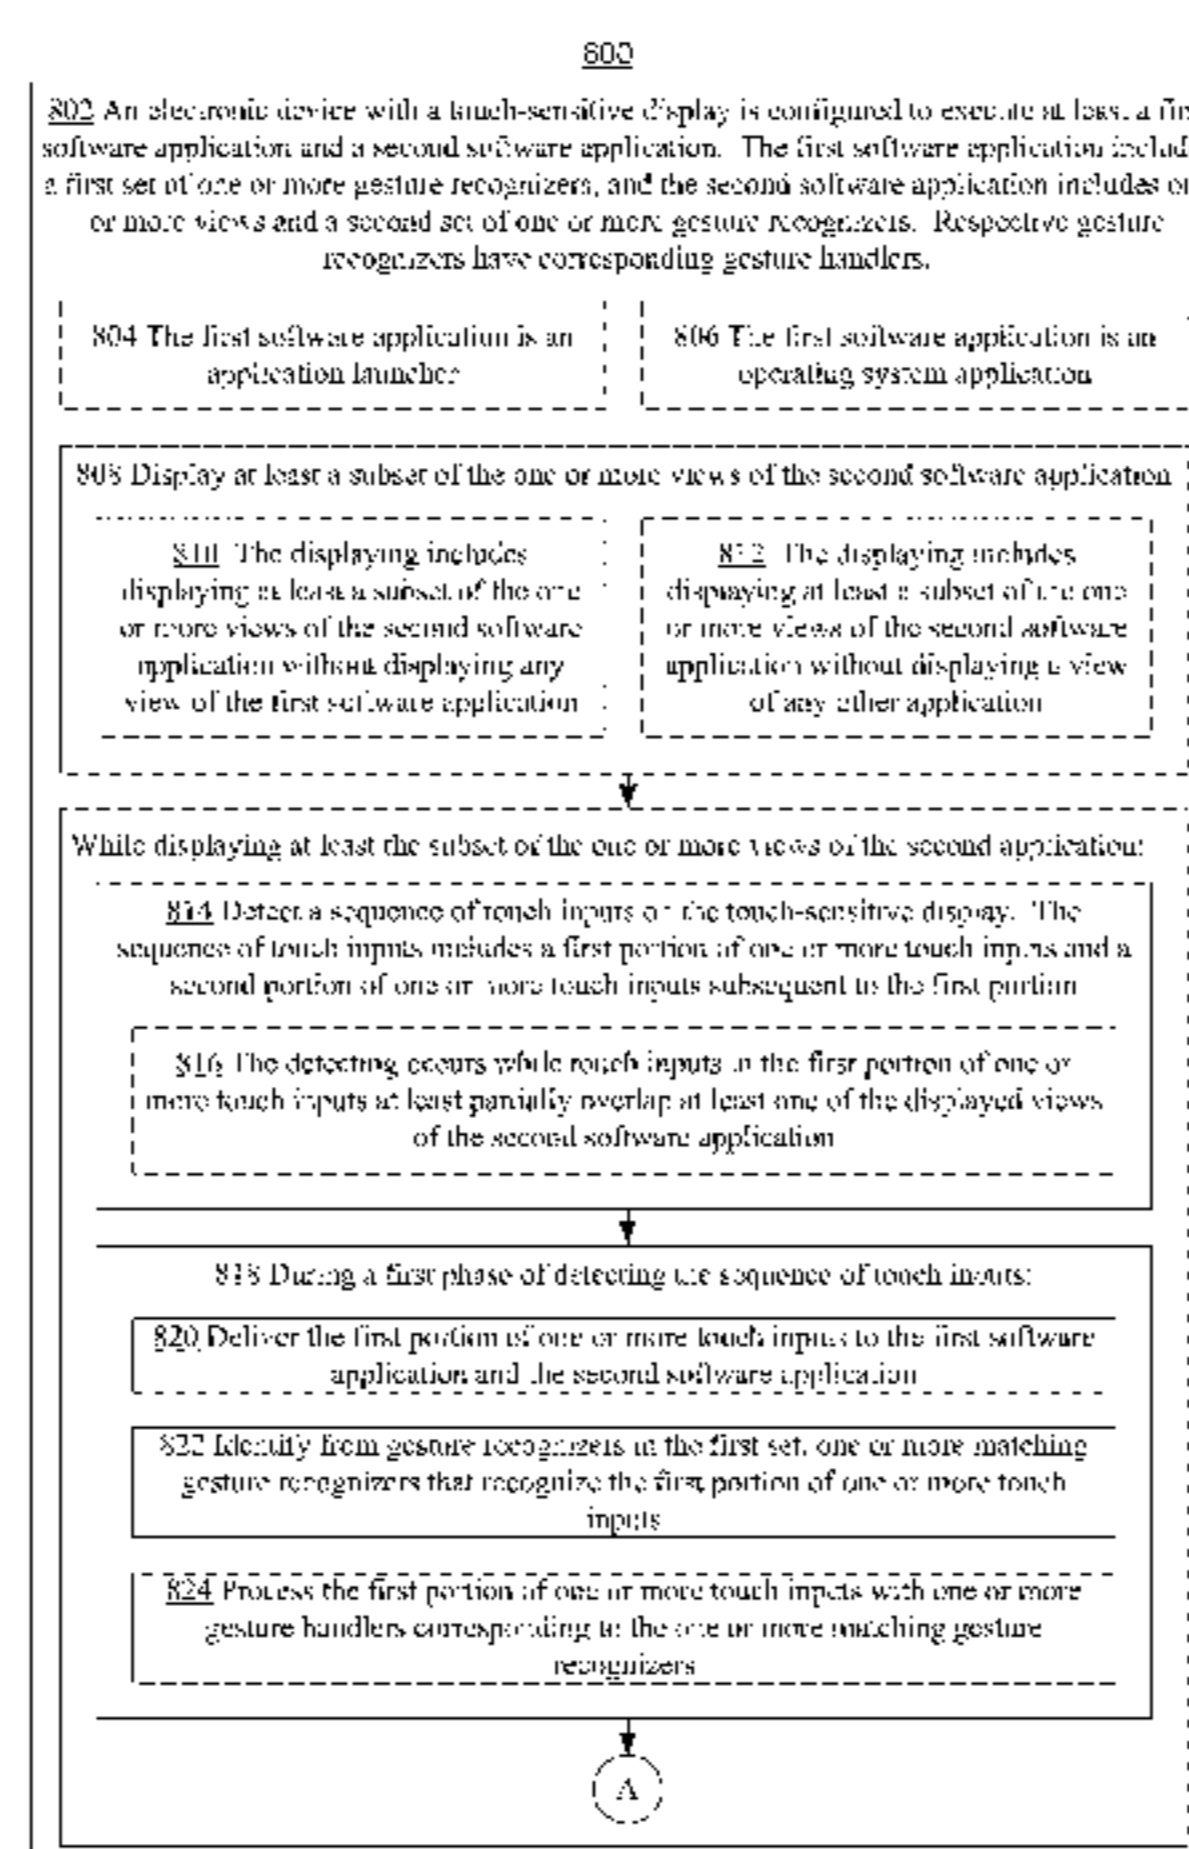 800
802 An electronic device with a touch-sensitive display is configured to execute at least a fir
software application and a second software application. The first software application includ
a first set of one or more gesture recognizers, and the second software application includes on
or more views and a second set of one or more gesture recognizers. Respective gesture
recognizers have corresponding gesture handlers.
804 The first software application is an
application launcher
806 The first software application is an
operating system application
808 Display at least a subset of the one or more views of the second software application
810 The displaying includes
displaying at least a subset of the one
or more views of the second software
application without displaying any
view of the first software application
812 The displaying includes
displaying at least a subset of the one
or more views of the second software
application without displaying a view
of any other application
While displaying at least the subset of the one or more views of the second application:
814 Detect a sequence of touch inputs on the touch-sensitive display. The
sequence of touch inputs includes a first portion of one or more touch inputs and a
second portion of one or more touch inputs subsequent to the first portion
816 The detecting occurs while touch inputs in the first portion of one or
more touch inputs at least partially overlap at least one of the displayed views
of the second software application
818 During a first phase of detecting the sequence of touch inputs:
820 Deliver the first portion of one or more touch inputs to the first software
application and the second software application
822 Identify from gesture recognizers in the first set, one or more matching
gesture recognizers that recognize the first portion of one or more touch
inputs
824 Process the first portion of one or more touch inputs with one or more
gesture handlers corresponding to the one or more matching gesture
recognizers
A